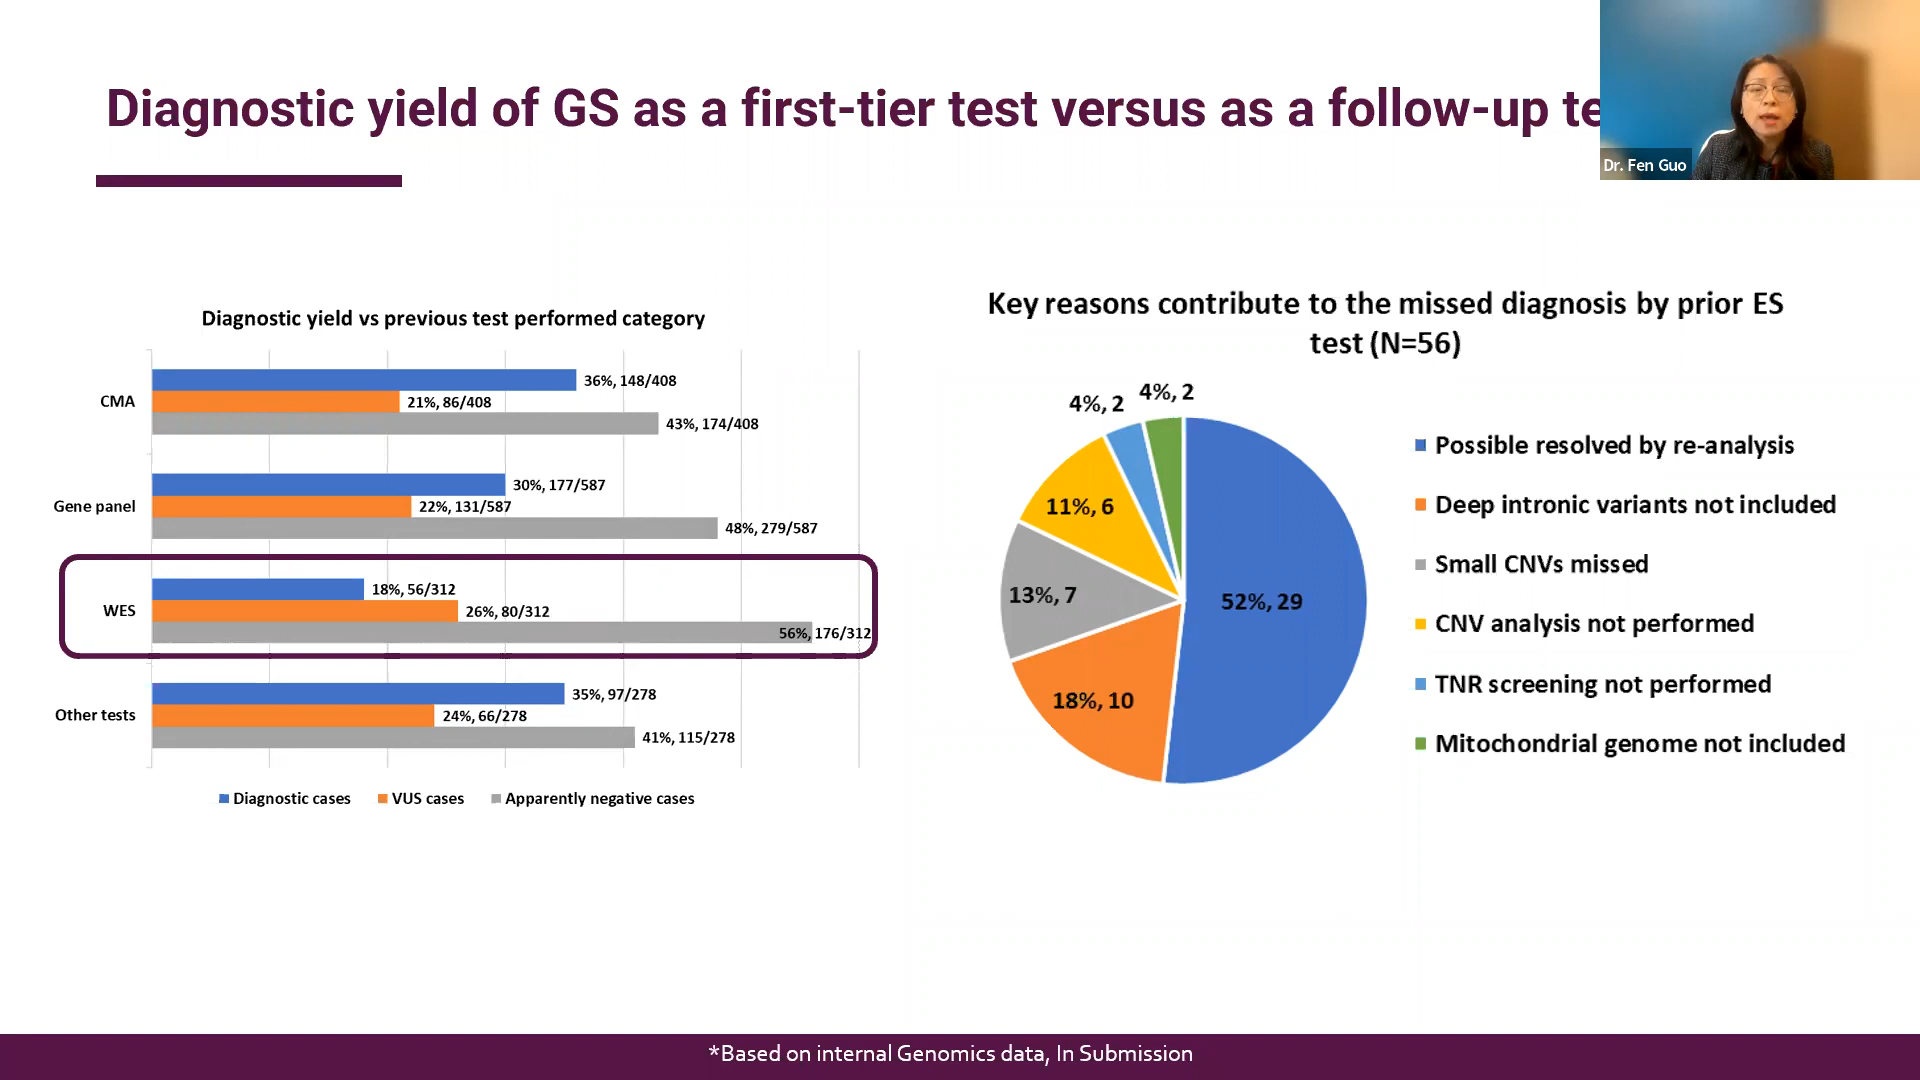 Diagnostic yield of GS as a first-tier test versus as a follow-up
Dr. Fen Guo
Diagnostic yield vs previous test performed category
CMA
36%, 148/408
21%, 86/408
43%, 174/408
Gene panel
30%, 177/587
22%, 131/587
48%, 279/587
WES
18%, 56/312
26%, 80/312
56%, 176/312
Other tests
35%, 97/278
24%, 66/278
41%, 115/278
Diagnostic cases
VUS cases
Apparently negative cases
Key reasons contribute to the missed diagnosis by prior ES
test (N=56)
4%, 2
4%, 2
11%, 6
13%, 7
52%, 29
18%, 10
Possible resolved by re-analysis
Deep intronic variants not included
Small CNVs missed
CNV analysis not performed
TNR screening not performed
Mitochondrial genome not included
*Based on internal Genomics data, In Submission